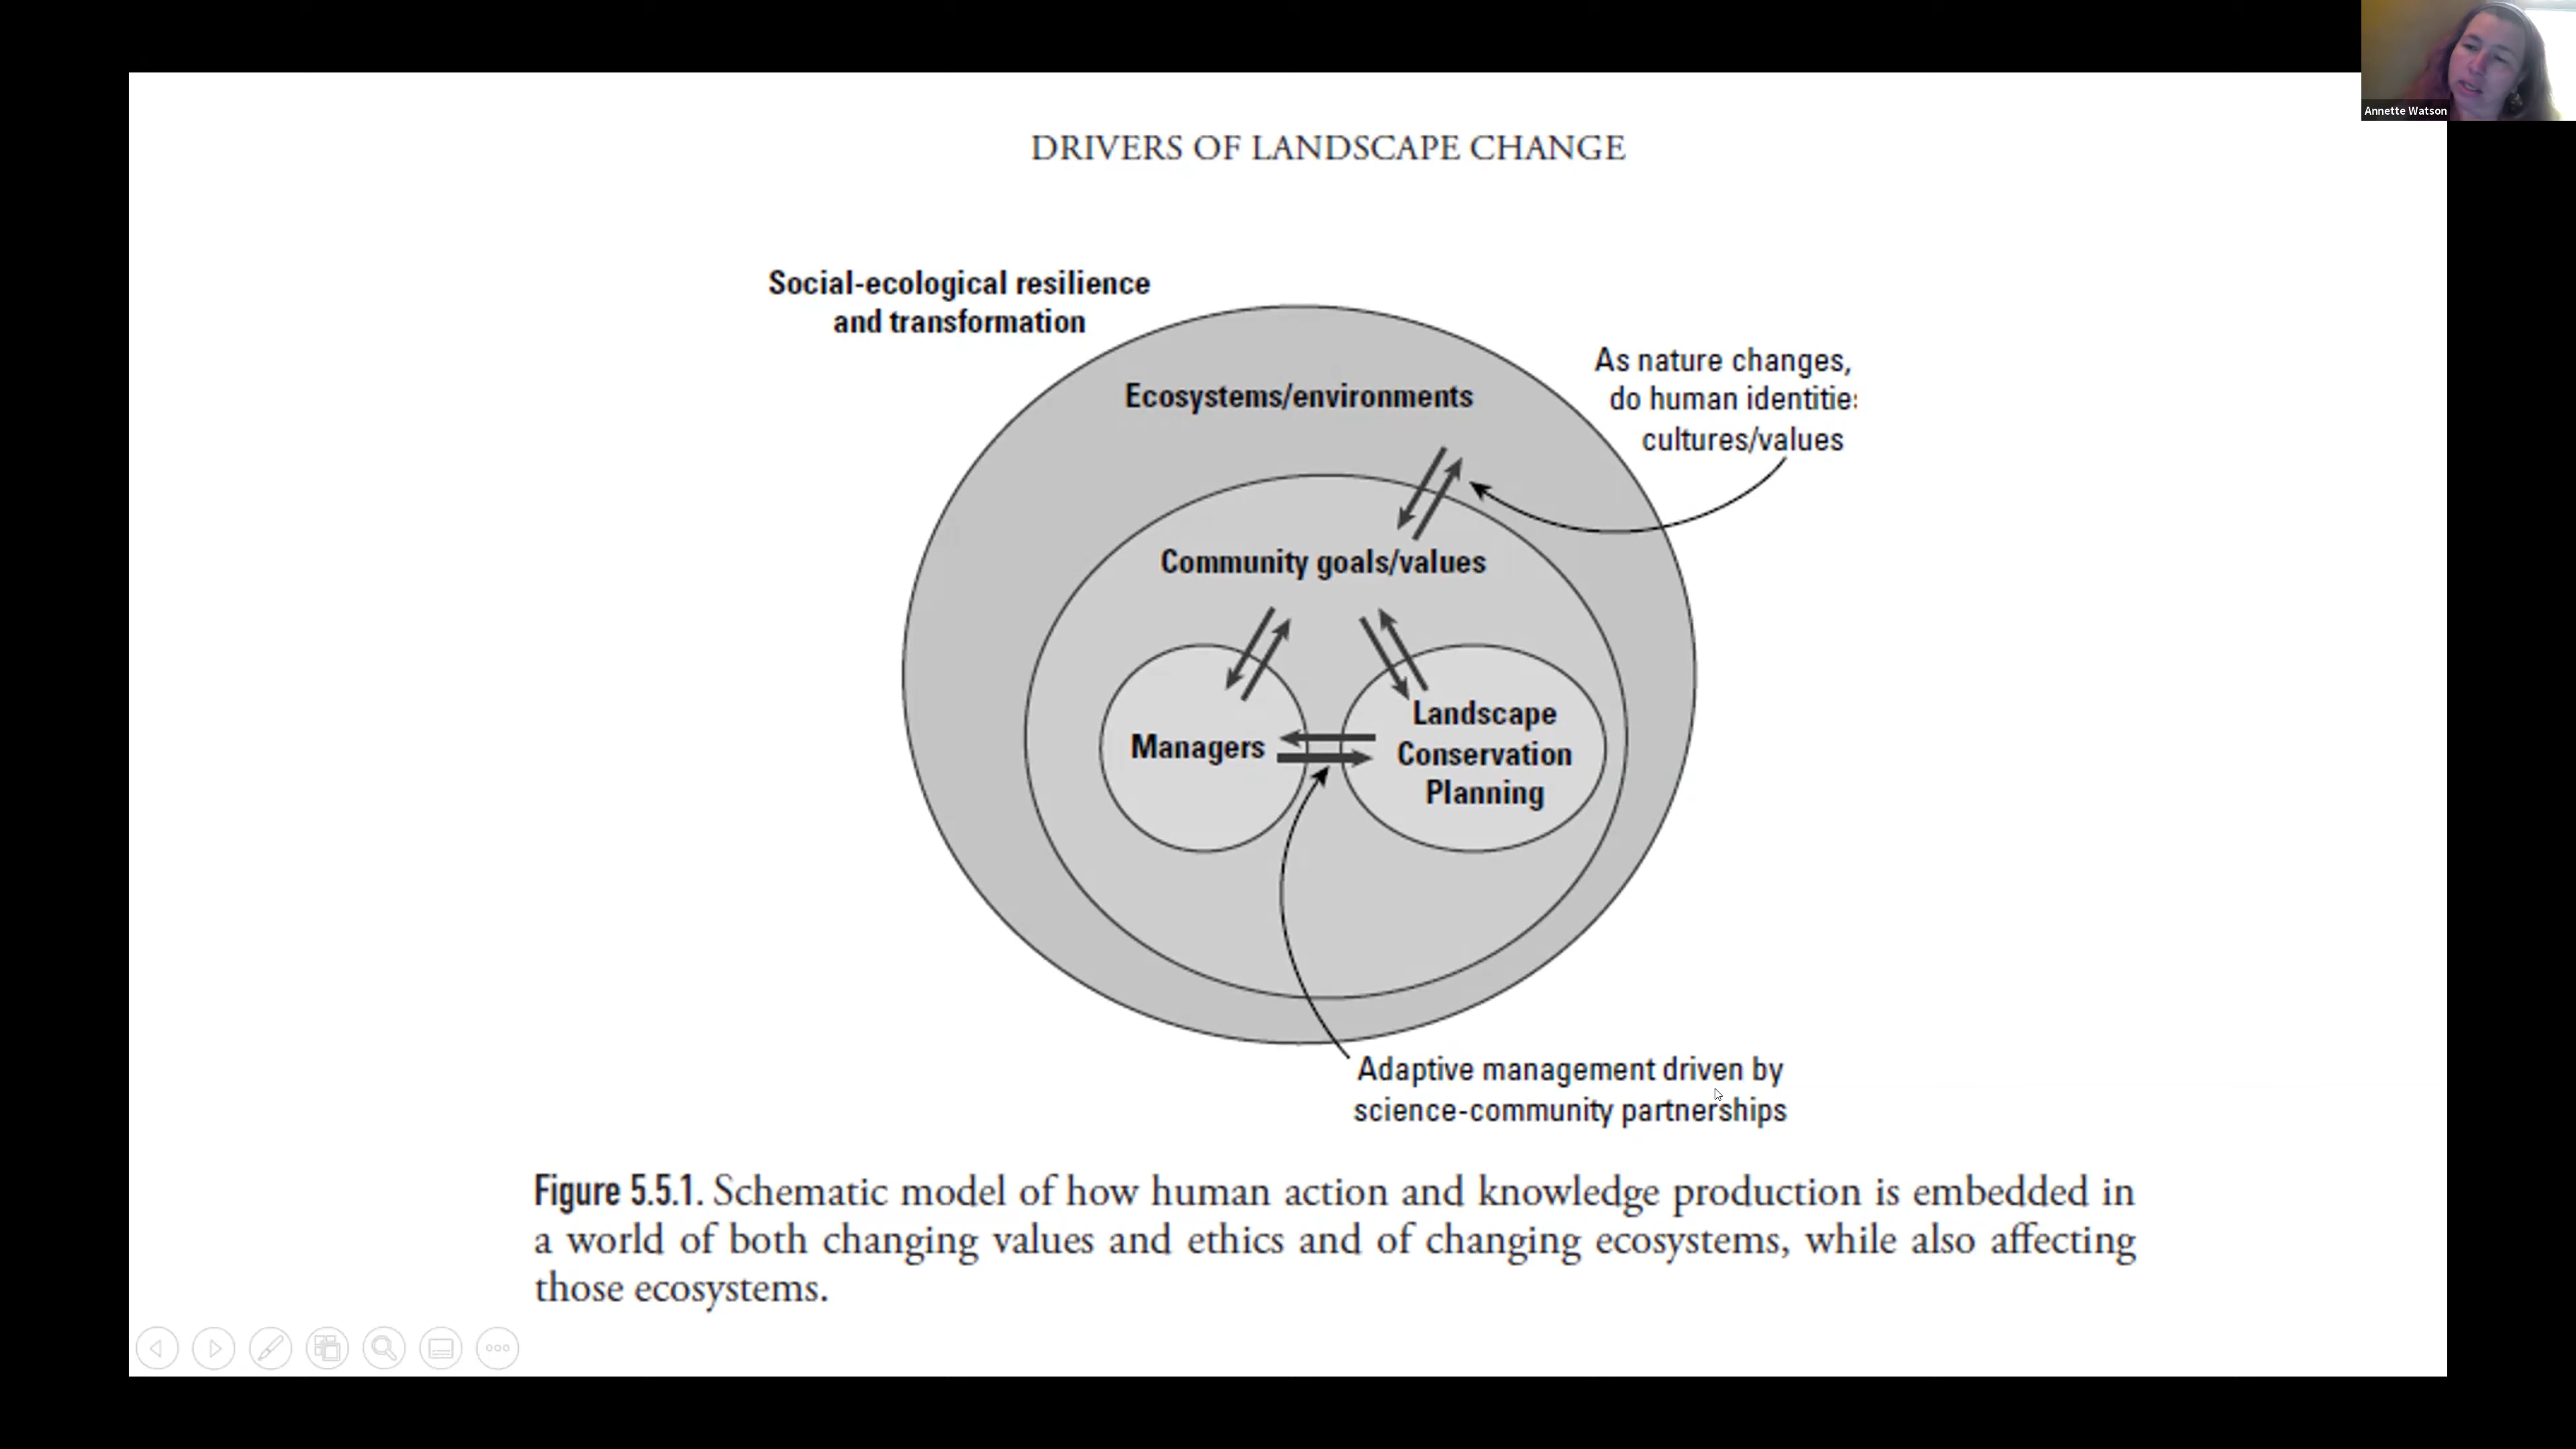 Annette Watson
DRIVERS OF LANDSCAPE CHANGE
Social-ecological resilience
and transformation
Ecosystems/environments
As nature changes,
do human identitie
cultures/values
Community goals/values
Managers
Landscape
Conservation
Planning
Adaptive management driven by
science-community partnerships
Figure 5.5.1. Schematic model of how human action and knowledge production is embedded in
a world of both changing values and ethics and of changing ecosystems, while also affecting
those ecosystems.